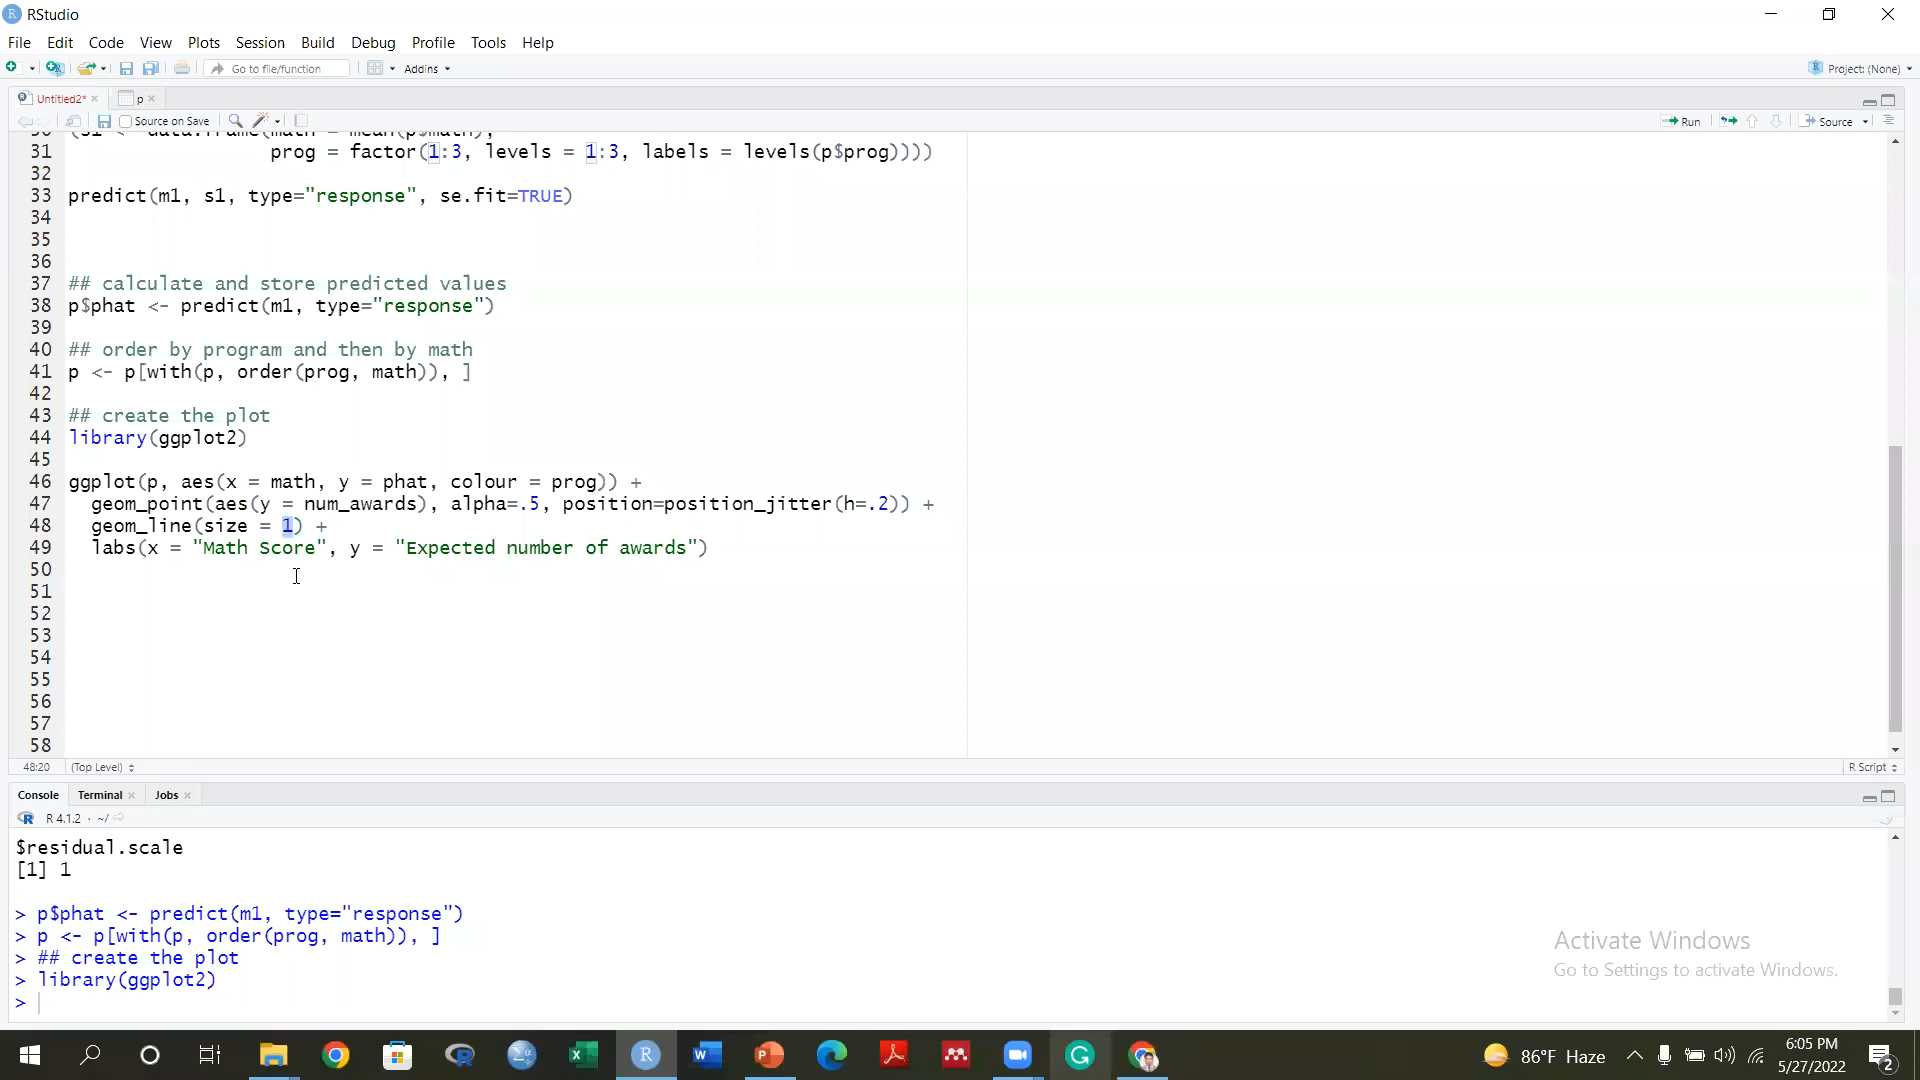 RStudio
File Edit Code View Plots Session Build Debug Profile Tools Help
Go to file/function Addins Project: (None)
Untitled2* p
Source on Save Run Source
30 (s1 <- data.frame(math = mean(p$math),
31 prog = factor(1:3, levels = 1:3, labels = levels(p$prog))))
32
33 predict(m1, s1, type="response", se.fit=TRUE)
34
35
36
37 ## calculate and store predicted values
38 p$phat <- predict(m1, type="response")
39
40 ## order by program and then by math
41 p <- p[with(p, order(prog, math)), ]
42
43 ## create the plot
44 library(ggplot2)
45
46 ggplot(p, aes(x = math, y = phat, colour = prog)) +
47 geom_point(aes(y = num_awards), alpha=.5, position=position_jitter(h=.2)) +
48 geom_line(size = 1) +
49 labs(x = "Math Score", y = "Expected number of awards")
50
51
52
53
54
55
56
57
58
48:20 (Top Level) R Script
Console Terminal Jobs
R 4.1.2 · ~/
$residual.scale
[1] 1
> p$phat <- predict(m1, type="response")
> p <- p[with(p, order(prog, math)), ]
> ## create the plot
> library(ggplot2)
>
Activate Windows
Go to Settings to activate Windows.
86°F Haze 6:05 PM
5/27/2022 2